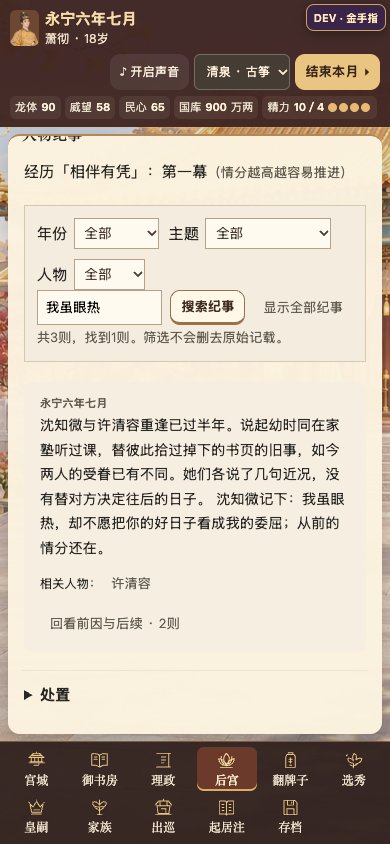 永宁六年七月
萧彻 · 18岁
DEV · 金手指
♪ 开启声音
清泉 · 古筝
结束本月
龙体 90
威望 58
民心 65
国库 900 万两
精力 10 / 4
人物纪事
经历「相伴有凭」：第一幕（情分越高越容易推进）
年份 全部 主题 全部
人物 全部
我虽眼热 搜索纪事 显示全部纪事
共3则，找到1则。筛选不会删去原始记载。
永宁六年七月
沈知微与许清容重逢已过半年。说起幼时同在家
塾听过课，替彼此拾过掉下的书页的旧事，如今
两人的受眷已有不同。她们各说了几句近况，没
有替对方决定往后的日子。 沈知微记下：我虽眼
热，却不愿把你的好日子看成我的委屈；从前的
情分还在。
相关人物： 许清容
回看前因与后续 · 2则
▶ 处置
宫城 御书房 理政 后宫 翻牌子 选秀
皇嗣 家族 出巡 起居注 存档